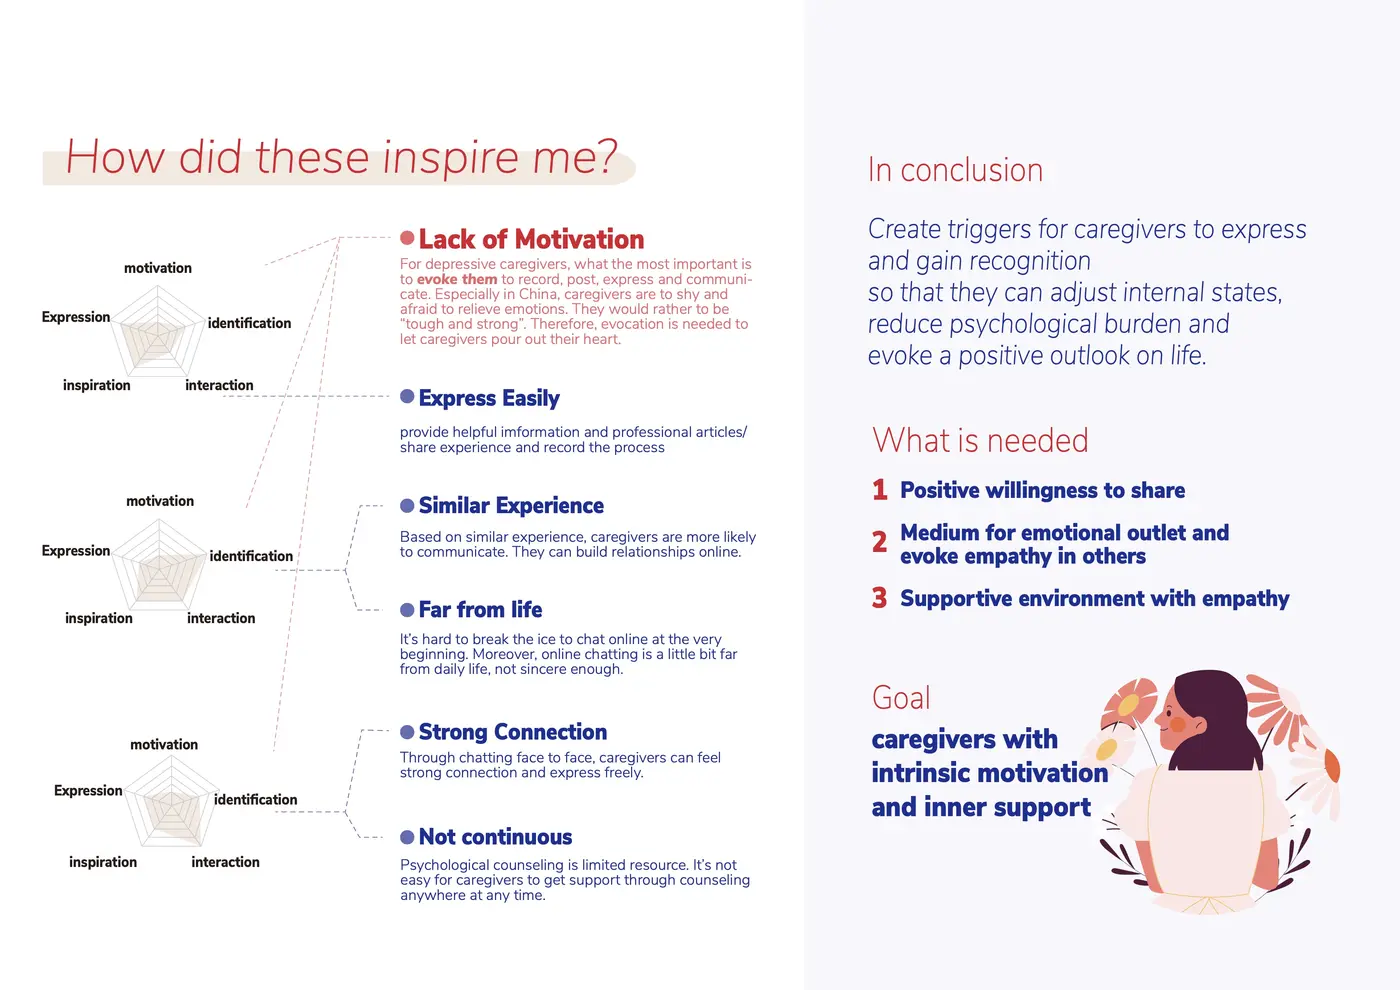 How did these inspire me?
motivation
Expression
identification
inspiration
interaction
motivation
Expression
identification
inspiration
interaction
motivation
Expression
identification
inspiration
interaction
Lack of Motivation
For depressive caregivers, what the most important is
to evoke them to record, post, express and communi-
cate. Especially in China, caregivers are to shy and
afraid to relieve emotions. They would rather to be
“tough and strong”. Therefore, evocation is needed to
let caregivers pour out their heart.
Express Easily
provide helpful imformation and professional articles/
share experience and record the process
Similar Experience
Based on similar experience, caregivers are more likely
to communicate. They can build relationships online.
Far from life
It’s hard to break the ice to chat online at the very
beginning. Moreover, online chatting is a little bit far
from daily life, not sincere enough.
Strong Connection
Through chatting face to face, caregivers can feel
strong connection and express freely.
Not continuous
Psychological counseling is limited resource. It’s not
easy for caregivers to get support through counseling
anywhere at any time.
In conclusion
Create triggers for caregivers to express
and gain recognition
so that they can adjust internal states,
reduce psychological burden and
evoke a positive outlook on life.
What is needed
1 Positive willingness to share
2 Medium for emotional outlet and
evoke empathy in others
3 Supportive environment with empathy
Goal
caregivers with
intrinsic motivation
and inner support